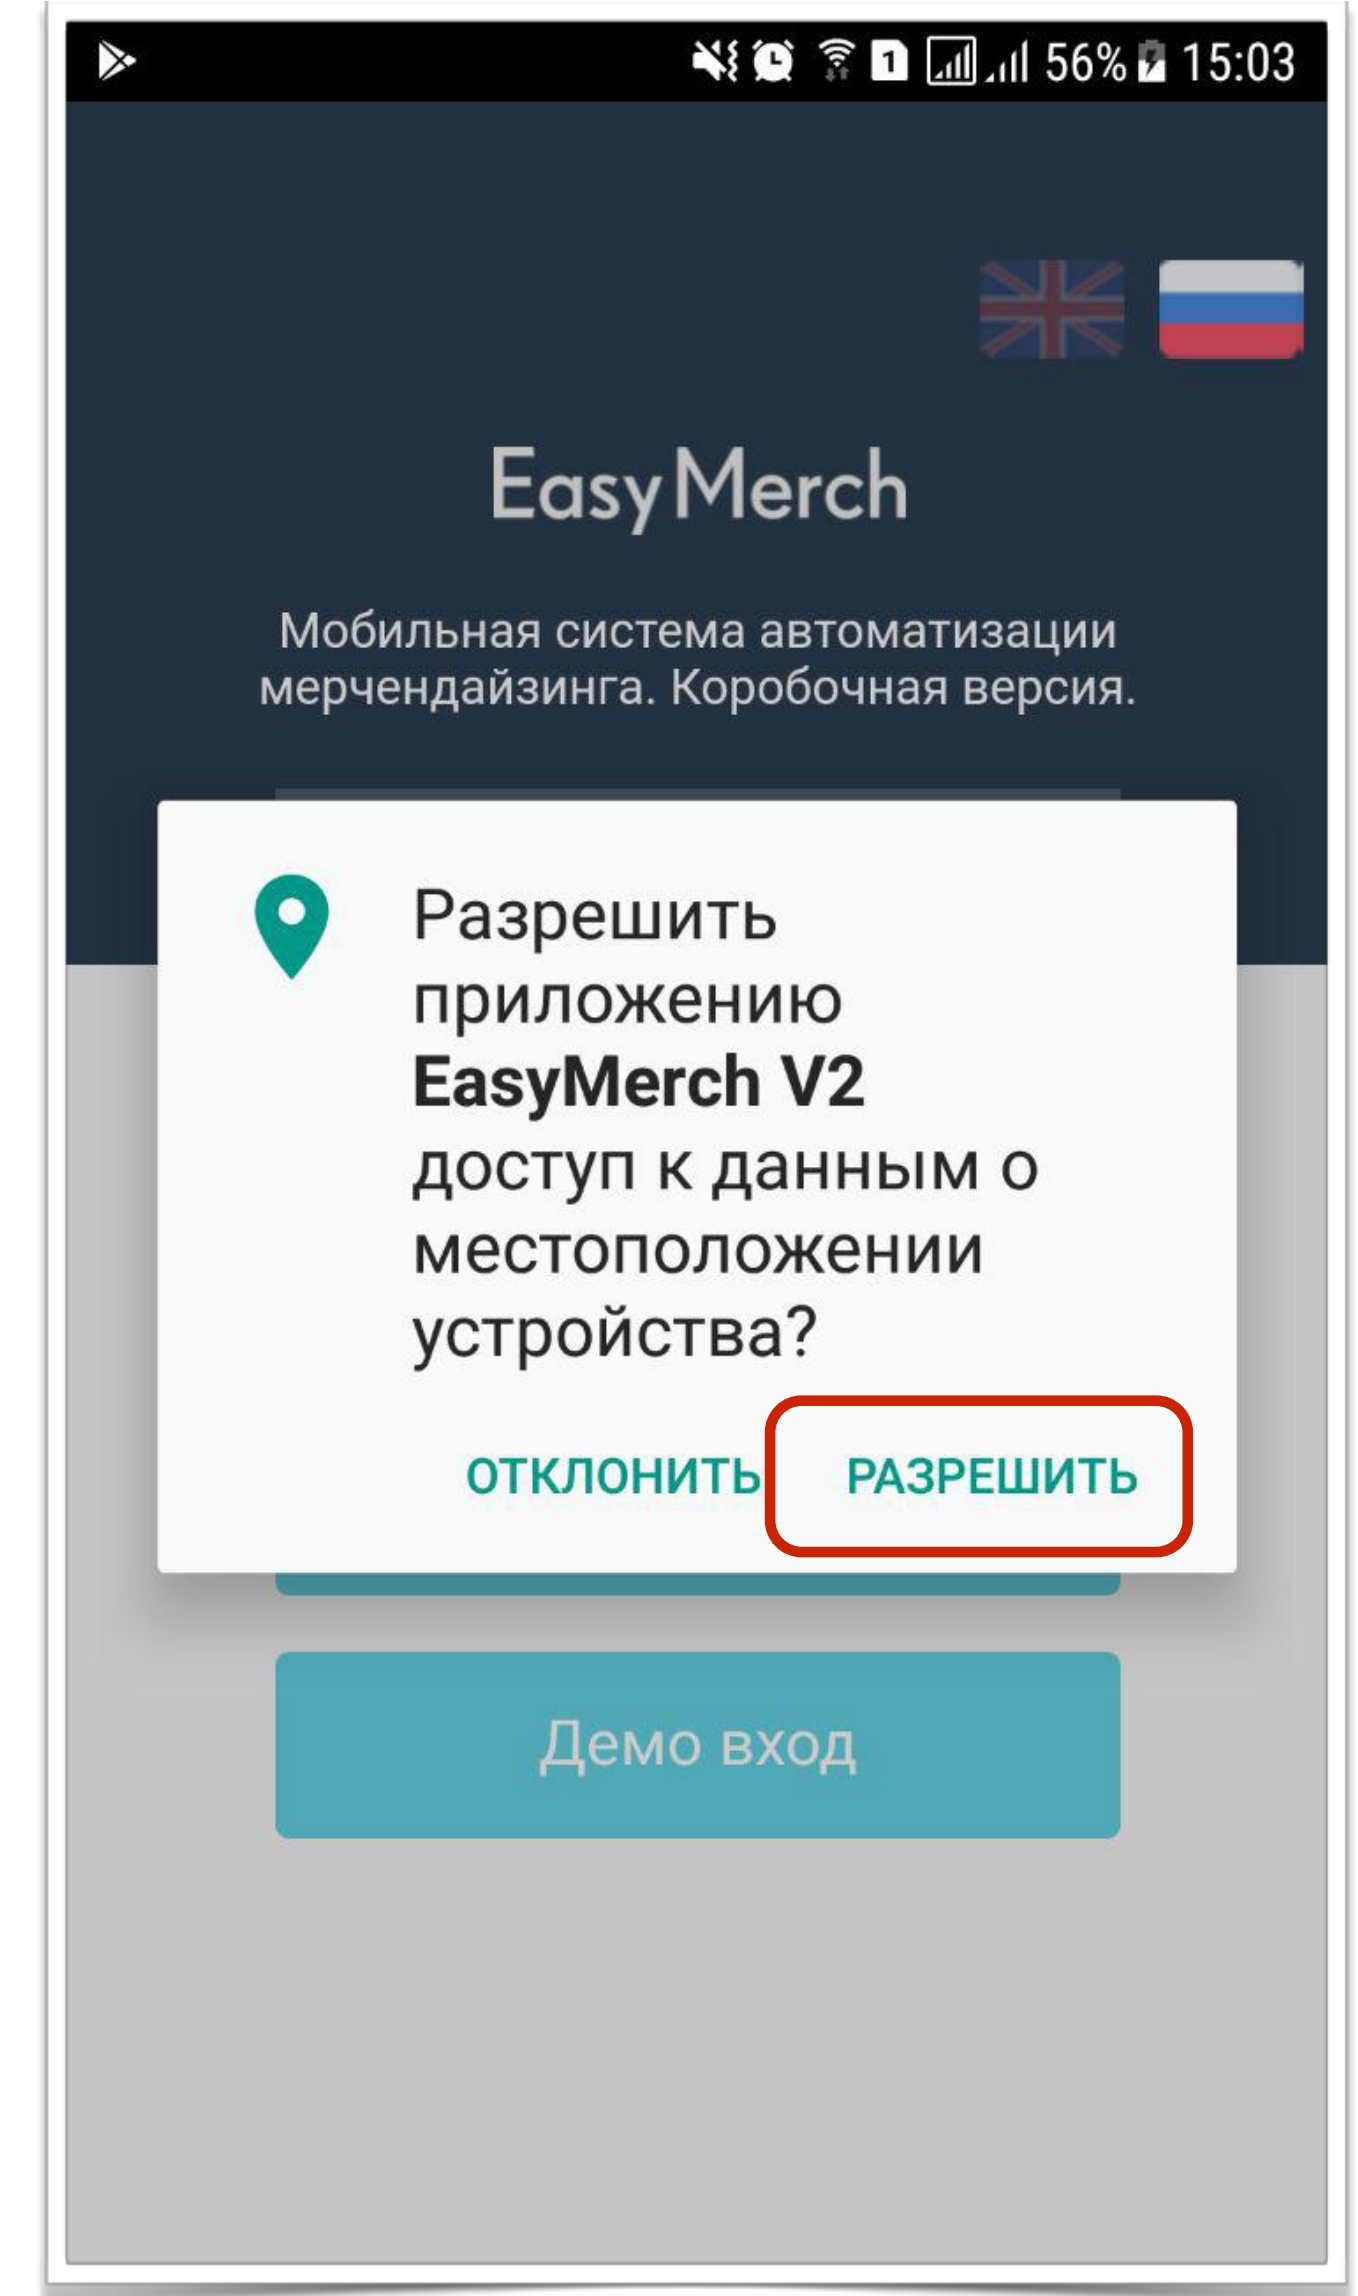 1 56% 15:03
EasyMerch
Мобильная система автоматизации
мерчендайзинга. Коробочная версия.
Разрешить
приложению
EasyMerch V2
доступ к данным о
местоположении
устройства?
ОТКЛОНИТЬ РАЗРЕШИТЬ
Демо вход